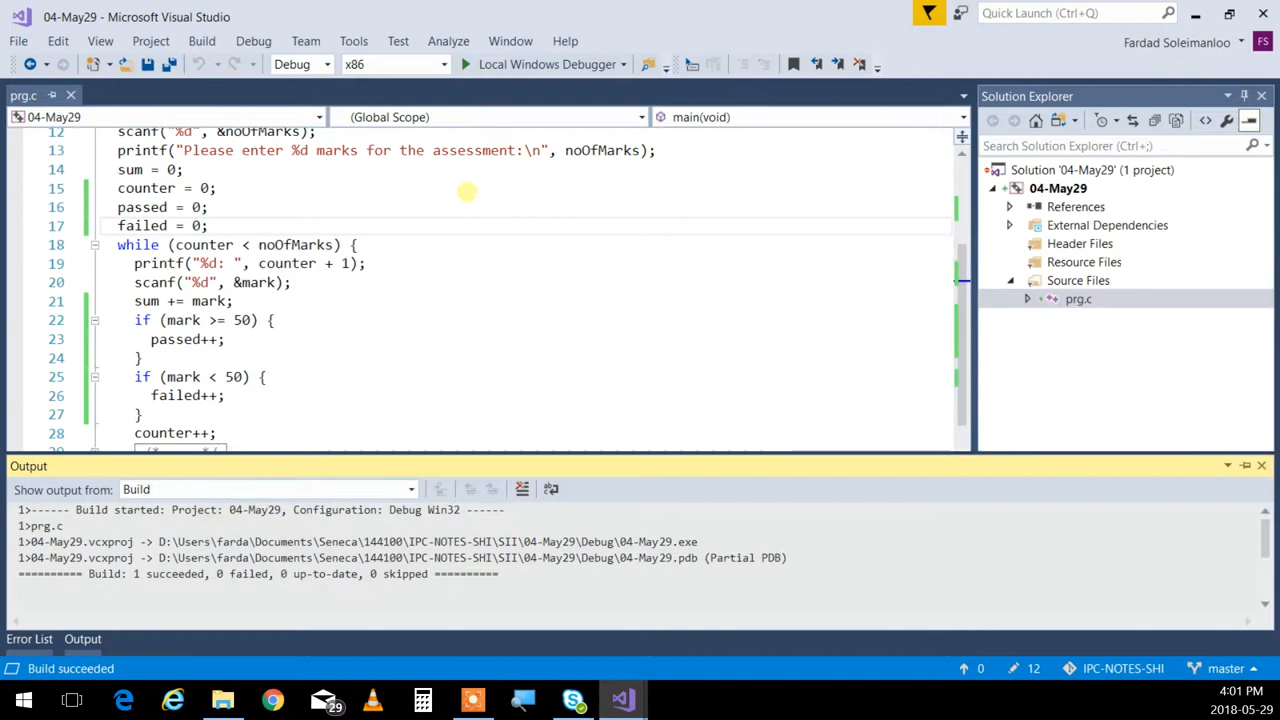 04-May29 - Microsoft Visual Studio
Quick Launch (Ctrl+Q)
File Edit View Project Build Debug Team Tools Test Analyze Window Help
Fardad Soleimanloo FS
Debug x86 Local Windows Debugger
prg.c
04-May29 (Global Scope) main(void)
12 scanf("%d", &noOfMarks);
13 printf("Please enter %d marks for the assessment:\n", noOfMarks);
14 sum = 0;
15 counter = 0;
16 passed = 0;
17 failed = 0;
18 while (counter < noOfMarks) {
19 printf("%d: ", counter + 1);
20 scanf("%d", &mark);
21 sum += mark;
22 if (mark >= 50) {
23 passed++;
24 }
25 if (mark < 50) {
26 failed++;
27 }
28 counter++;
Solution Explorer
Search Solution Explorer (Ctrl+;)
Solution '04-May29' (1 project)
04-May29
References
External Dependencies
Header Files
Resource Files
Source Files
prg.c
Output
Show output from: Build
1>------ Build started: Project: 04-May29, Configuration: Debug Win32 ------
1>prg.c
1>04-May29.vcxproj -> D:\Users\farda\Documents\Seneca\144100\IPC-NOTES-SHI\SII\04-May29\Debug\04-May29.exe
1>04-May29.vcxproj -> D:\Users\farda\Documents\Seneca\144100\IPC-NOTES-SHI\SII\04-May29\Debug\04-May29.pdb (Partial PDB)
========== Build: 1 succeeded, 0 failed, 0 up-to-date, 0 skipped ==========
Error List Output
Build succeeded 0 12 IPC-NOTES-SHI master
29
4:01 PM
2018-05-29